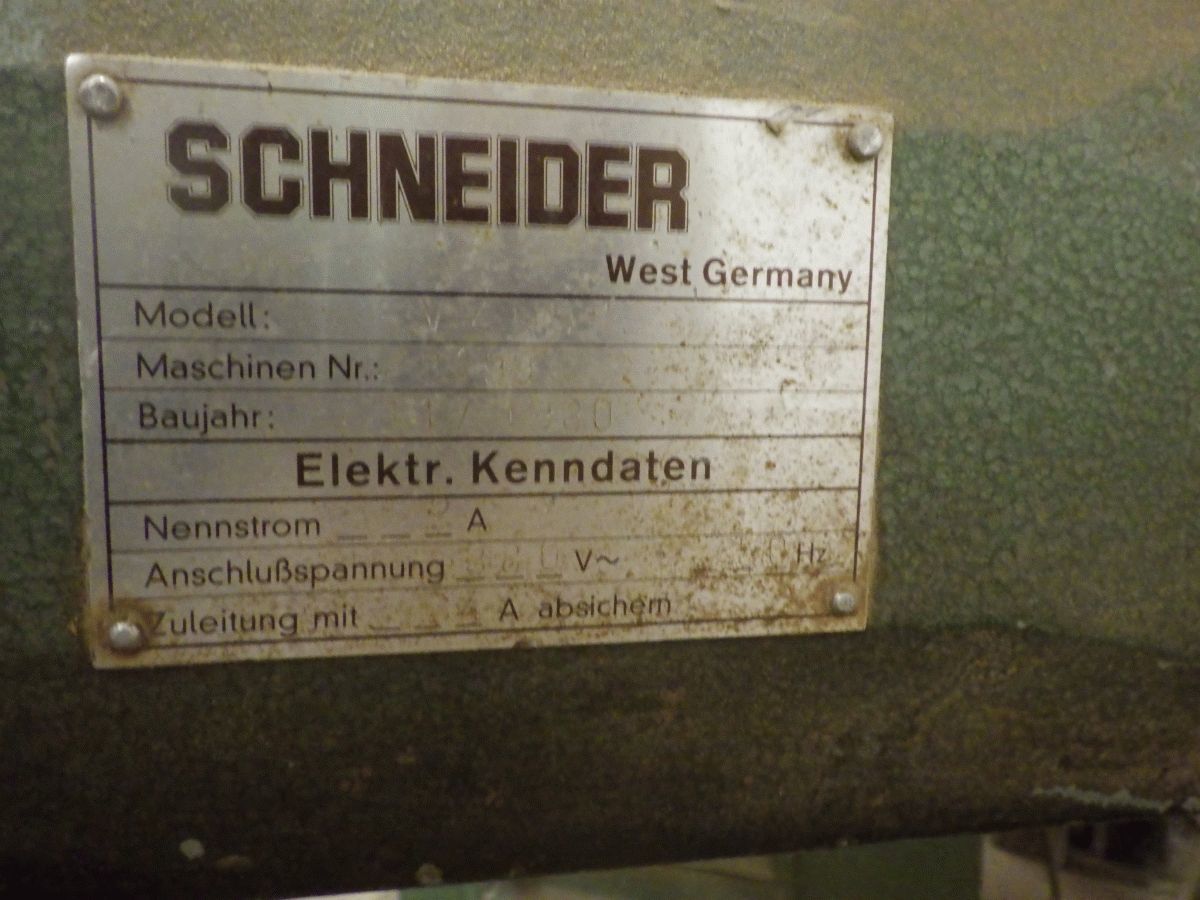 SCHNEIDER
West Germany
Modell:
Maschinen Nr.:
Baujahr:
Elektr. Kenndaten
Nennstrom A
Anschlußspannung V~ Hz
Zuleitung mit A absichern